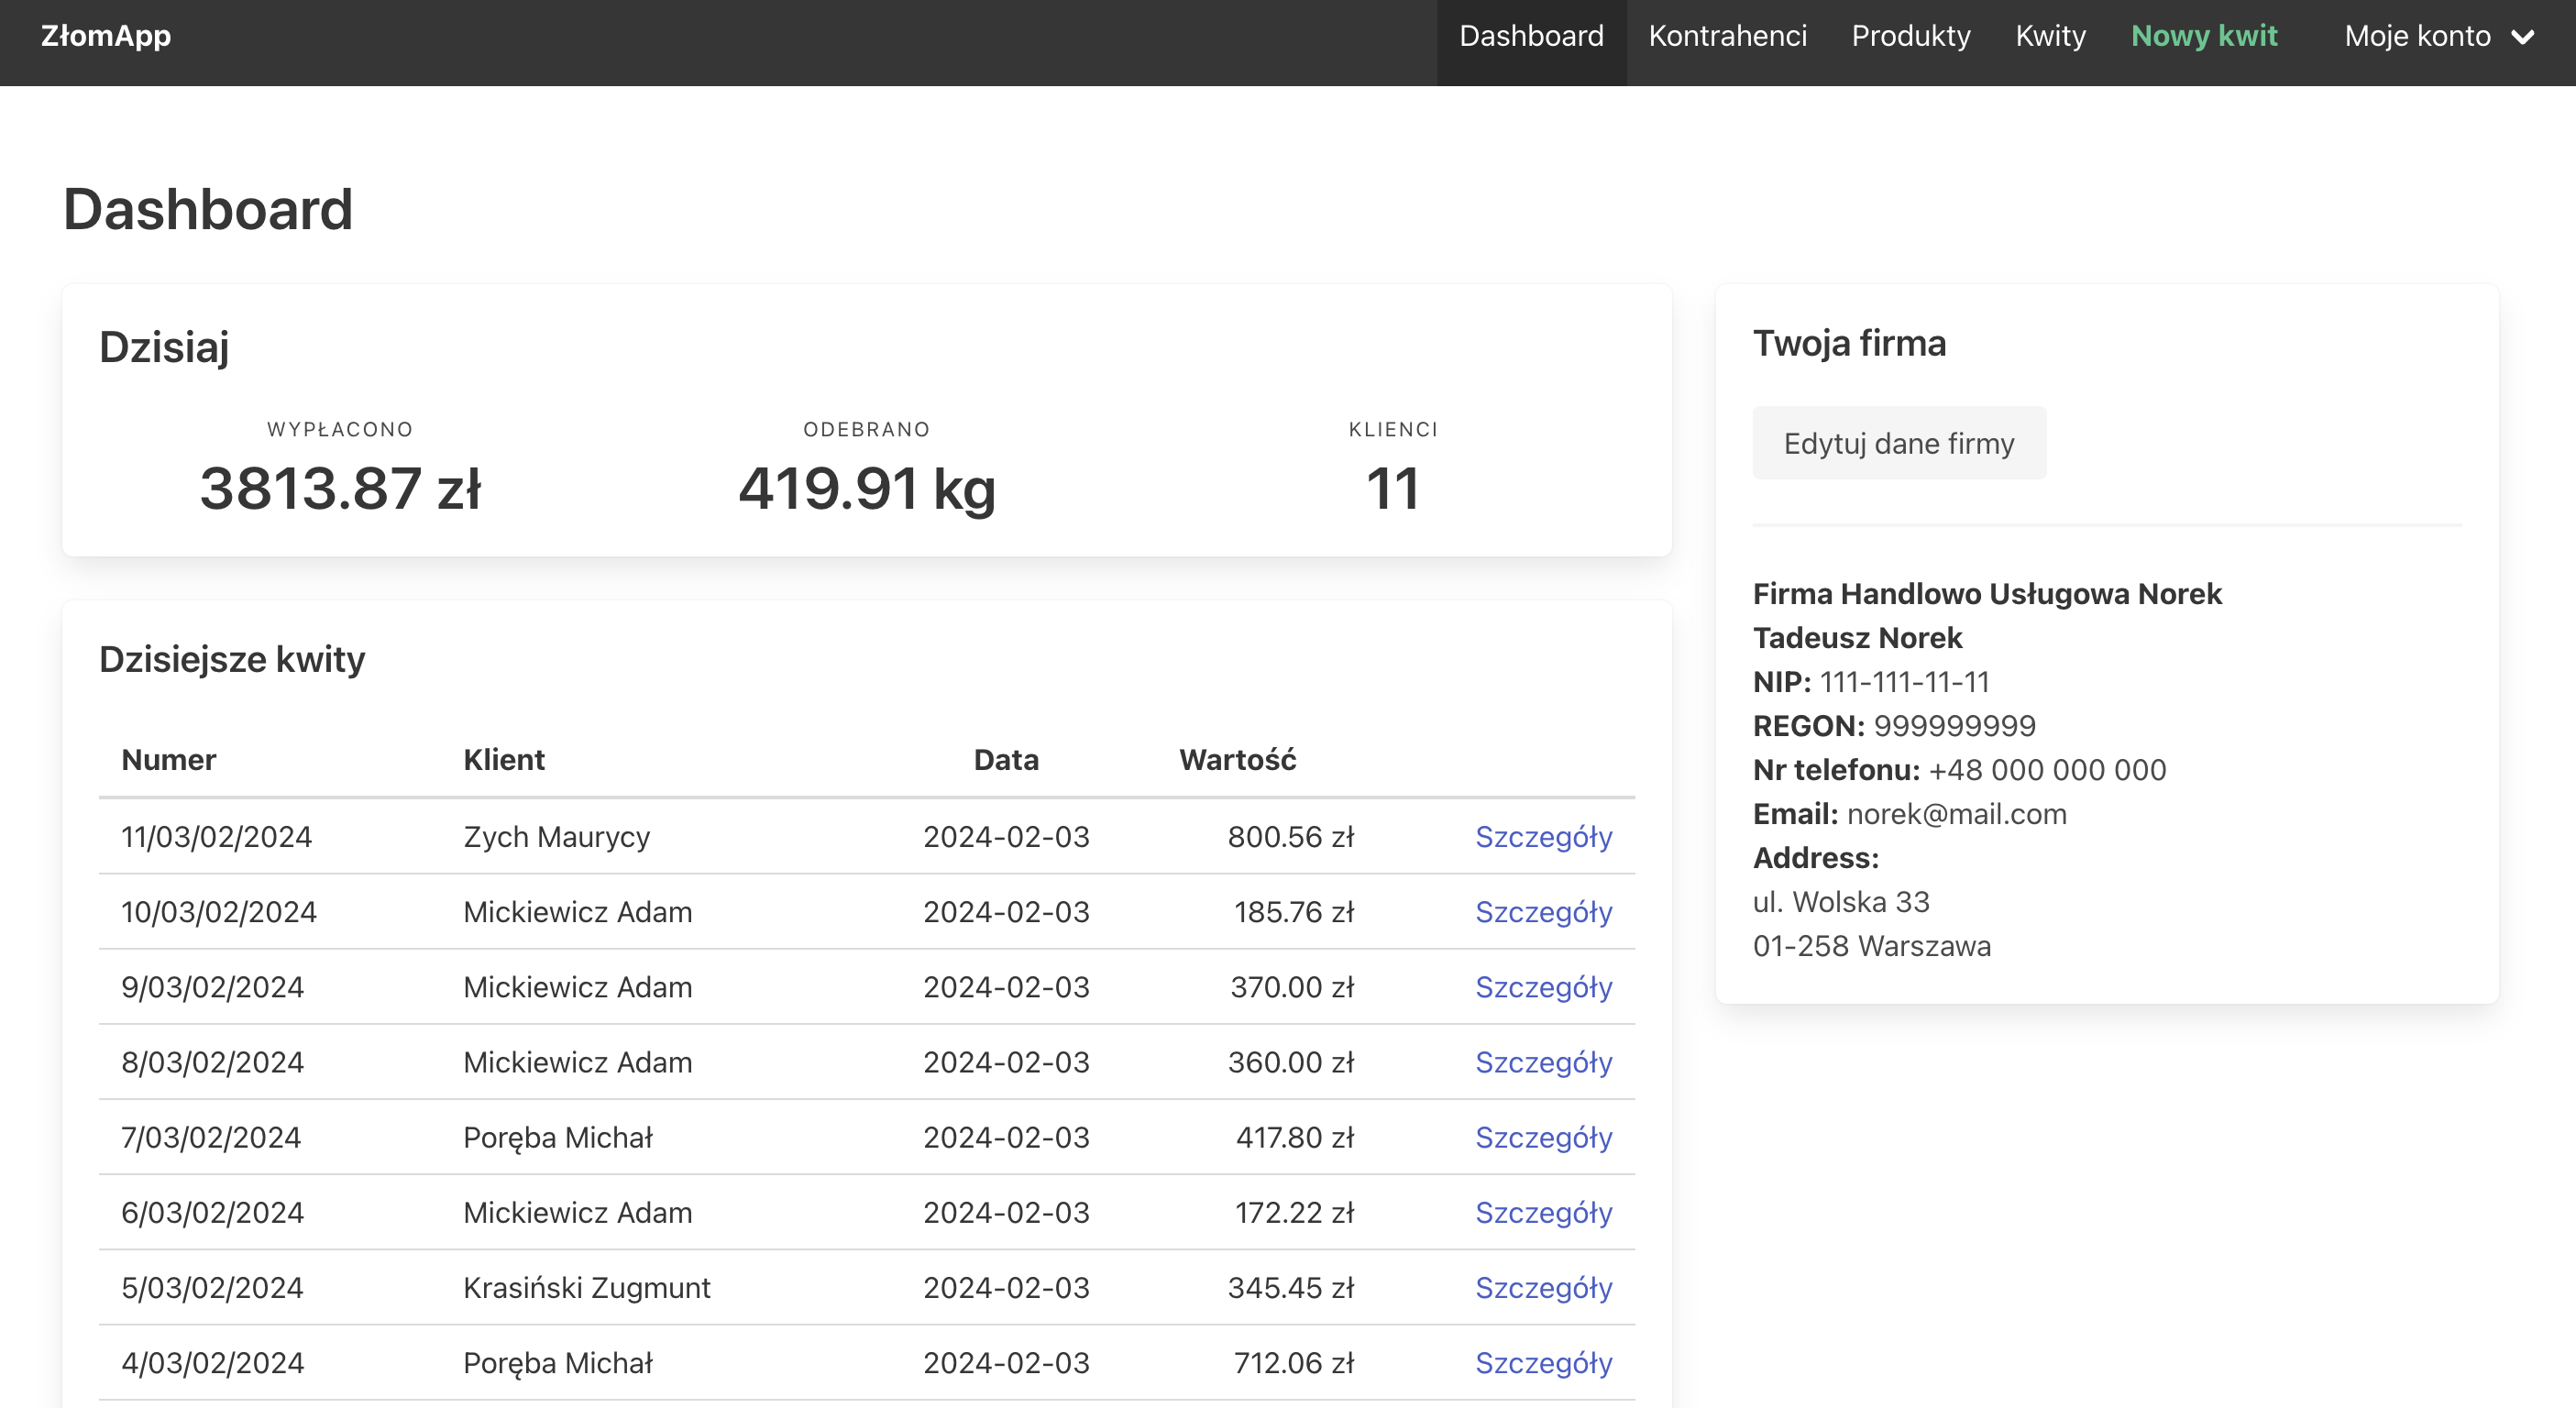 ZłomApp Dashboard Kontrahenci Produkty Kwity Nowy kwit Moje konto
Dashboard
Dzisiaj
WYPŁACONO ODEBRANO KLIENCI
3813.87 zł 419.91 kg 11
Dzisiejsze kwity
Numer Klient Data Wartość
11/03/02/2024 Zych Maurycy 2024-02-03 800.56 zł Szczegóły
10/03/02/2024 Mickiewicz Adam 2024-02-03 185.76 zł Szczegóły
9/03/02/2024 Mickiewicz Adam 2024-02-03 370.00 zł Szczegóły
8/03/02/2024 Mickiewicz Adam 2024-02-03 360.00 zł Szczegóły
7/03/02/2024 Poręba Michał 2024-02-03 417.80 zł Szczegóły
6/03/02/2024 Mickiewicz Adam 2024-02-03 172.22 zł Szczegóły
5/03/02/2024 Krasiński Zugmunt 2024-02-03 345.45 zł Szczegóły
4/03/02/2024 Poręba Michał 2024-02-03 712.06 zł Szczegóły
Twoja firma
Edytuj dane firmy
Firma Handlowo Usługowa Norek
Tadeusz Norek
NIP: 111-111-11-11
REGON: 999999999
Nr telefonu: +48 000 000 000
Email: norek@mail.com
Address:
ul. Wolska 33
01-258 Warszawa